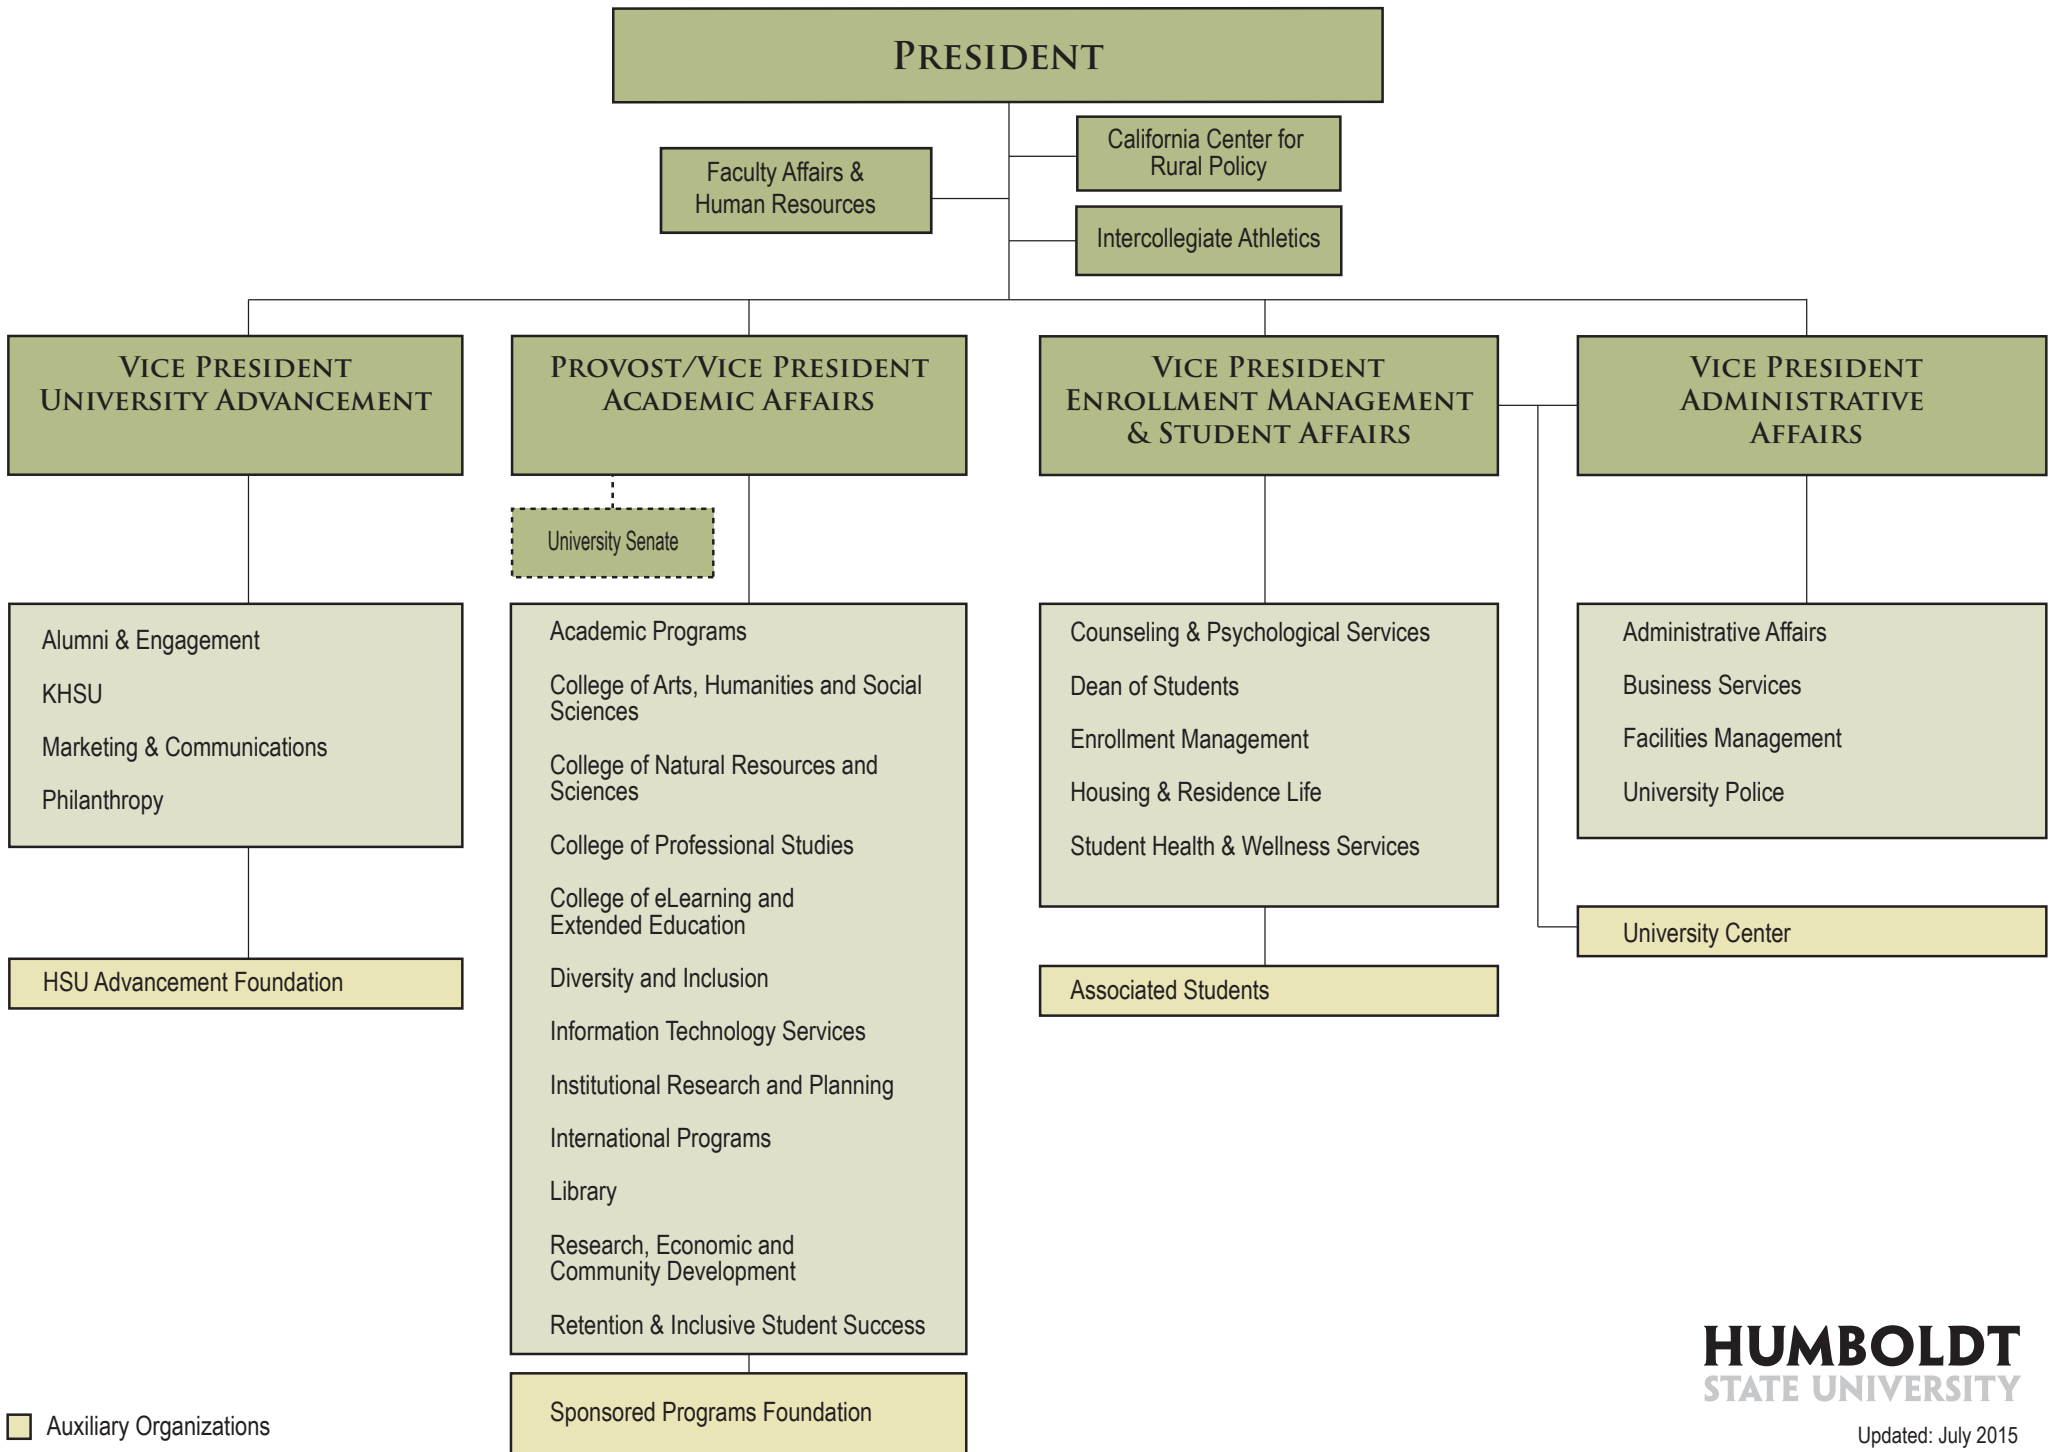 PRESIDENT
California Center for
Rural Policy
Faculty Affairs &
Human Resources
Intercollegiate Athletics
VICE PRESIDENT
UNIVERSITY ADVANCEMENT
PROVOST/VICE PRESIDENT
ACADEMIC AFFAIRS
VICE PRESIDENT
ENROLLMENT MANAGEMENT
& STUDENT AFFAIRS
VICE PRESIDENT
ADMINISTRATIVE
AFFAIRS
University Senate
Alumni & Engagement
KHSU
Marketing & Communications
Philanthropy
HSU Advancement Foundation
Academic Programs
College of Arts, Humanities and Social
Sciences
College of Natural Resources and
Sciences
College of Professional Studies
College of eLearning and
Extended Education
Diversity and Inclusion
Information Technology Services
Institutional Research and Planning
International Programs
Library
Research, Economic and
Community Development
Retention & Inclusive Student Success
Sponsored Programs Foundation
Counseling & Psychological Services
Dean of Students
Enrollment Management
Housing & Residence Life
Student Health & Wellness Services
Associated Students
Administrative Affairs
Business Services
Facilities Management
University Police
University Center
Auxiliary Organizations
HUMBOLDT
STATE UNIVERSITY
Updated: July 2015